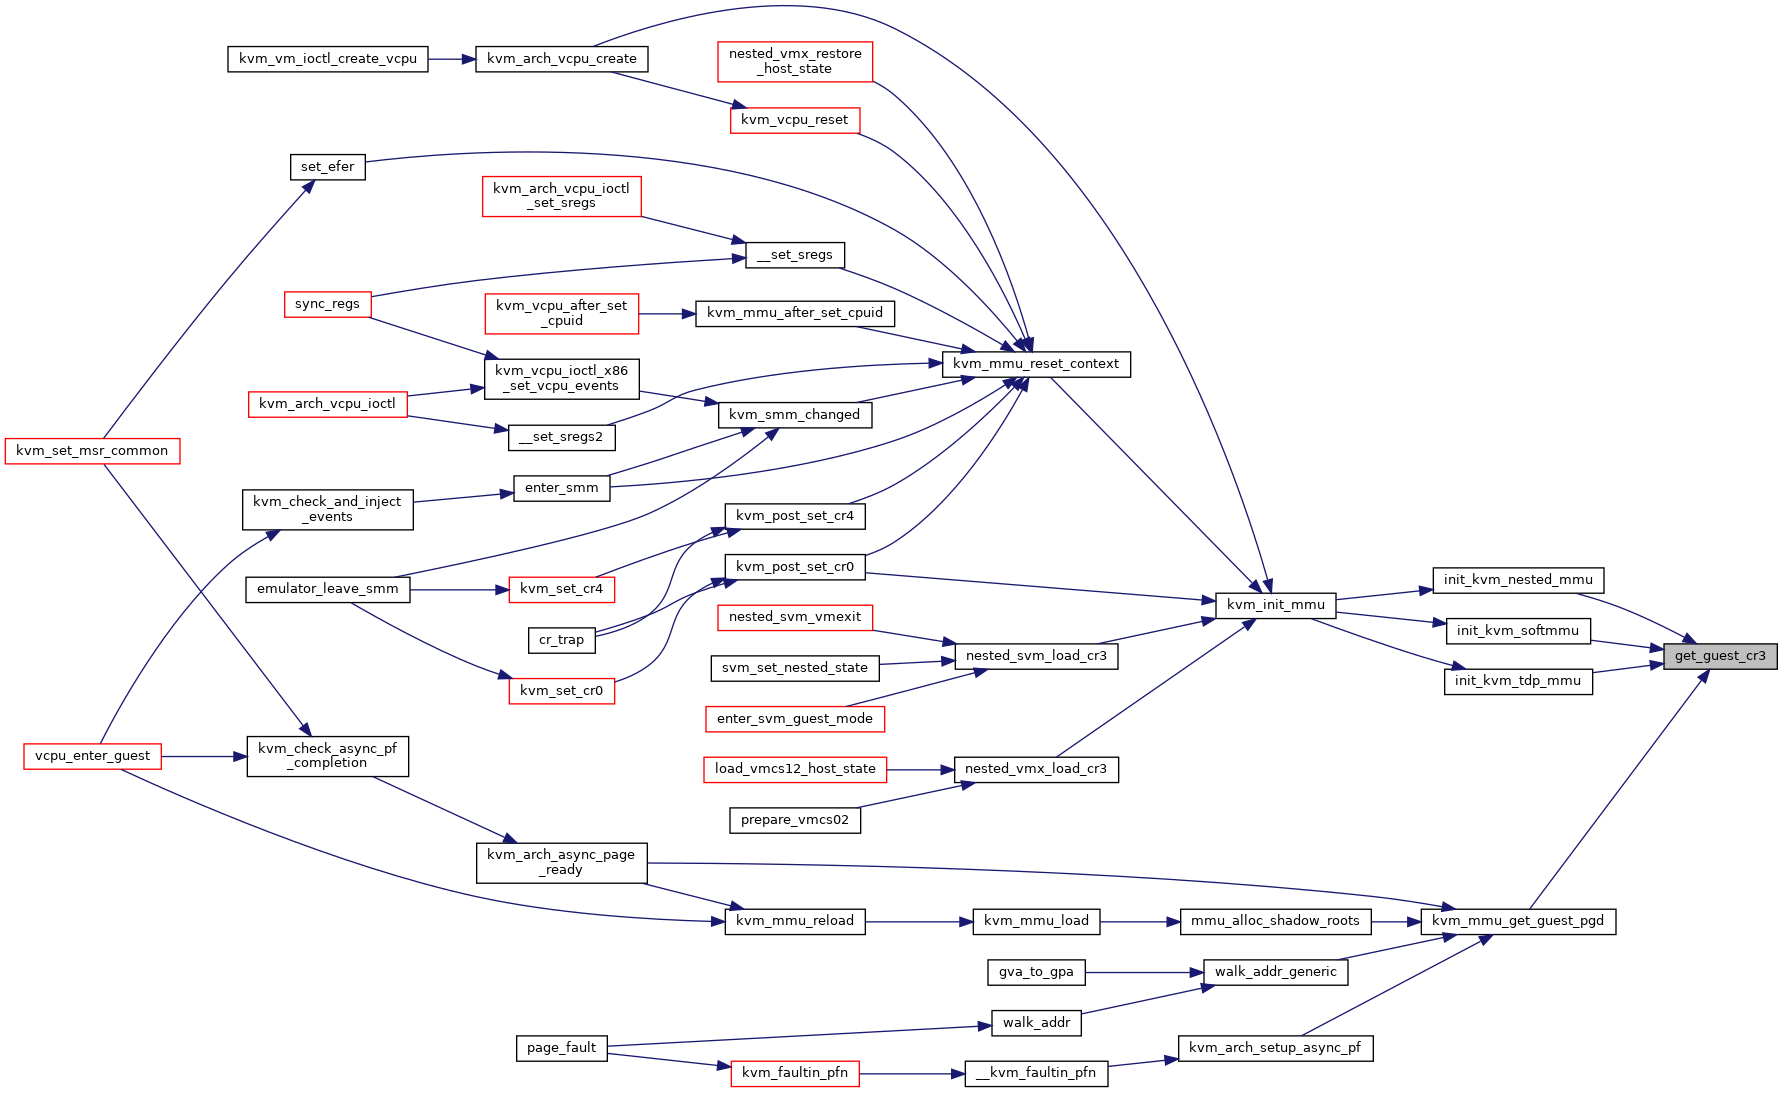 kvm_vm_ioctl_create_vcpu
kvm_arch_vcpu_create
nested_vmx_restore
_host_state
kvm_vcpu_reset
set_efer
kvm_arch_vcpu_ioctl
_set_sregs
__set_sregs
sync_regs
kvm_vcpu_after_set
_cpuid
kvm_mmu_after_set_cpuid
kvm_mmu_reset_context
kvm_vcpu_ioctl_x86
_set_vcpu_events
kvm_arch_vcpu_ioctl
kvm_smm_changed
__set_sregs2
kvm_set_msr_common
enter_smm
kvm_check_and_inject
_events
kvm_post_set_cr4
kvm_post_set_cr0
emulator_leave_smm
kvm_set_cr4
init_kvm_nested_mmu
kvm_init_mmu
nested_svm_vmexit
init_kvm_softmmu
cr_trap
nested_svm_load_cr3
get_guest_cr3
svm_set_nested_state
init_kvm_tdp_mmu
kvm_set_cr0
enter_svm_guest_mode
vcpu_enter_guest
kvm_check_async_pf
_completion
load_vmcs12_host_state
nested_vmx_load_cr3
prepare_vmcs02
kvm_arch_async_page
_ready
kvm_mmu_reload
kvm_mmu_load
mmu_alloc_shadow_roots
kvm_mmu_get_guest_pgd
gva_to_gpa
walk_addr_generic
walk_addr
page_fault
kvm_arch_setup_async_pf
kvm_faultin_pfn
__kvm_faultin_pfn